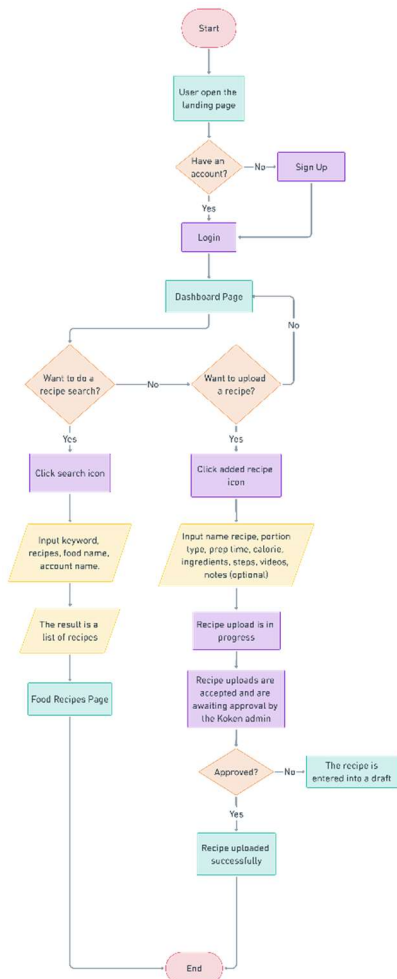 Start
User open the
landing page
Have an
account?
No
Sign Up
Yes
Login
Dashboard Page
No
Want to do a
recipe search?
No
Want to upload
a recipe?
Yes
Yes
Click search icon
Click added recipe
icon
Input keyword,
recipes, food name,
account name.
Input name recipe, portion
type, prep time, calorie,
ingredients, steps, videos,
notes (optional)
The result is a
list of recipes
Recipe upload is in
progress
Food Recipes Page
Recipe uploads are
accepted and are
awaiting approval by
the Koken admin
Approved?
No
The recipe is
entered into a draft
Yes
Recipe uploaded
successfully
End